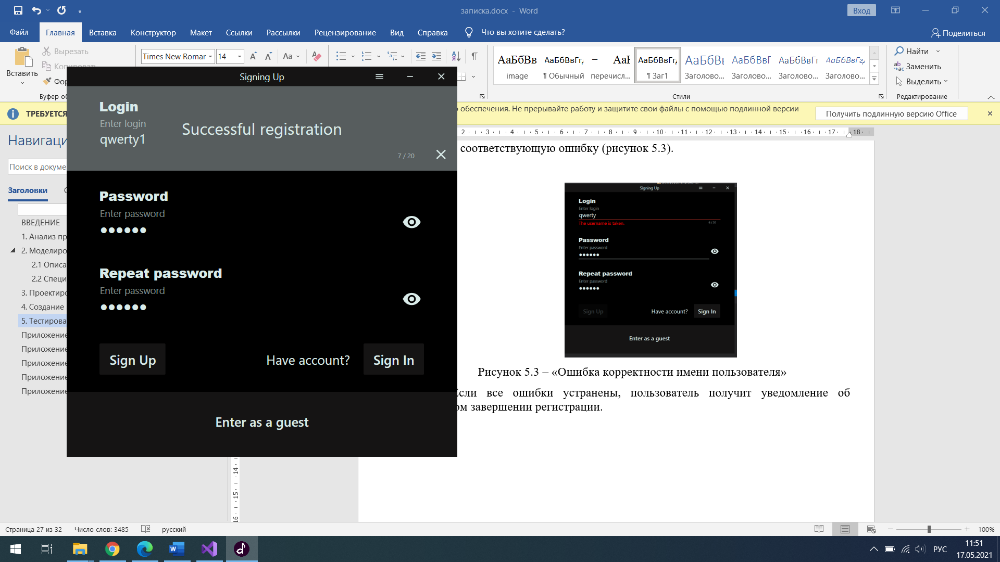 записка.docx - Word
Вход
Файл
Главная
Вставка
Конструктор
Макет
Ссылки
Рассылки
Рецензирование
Вид
Справка
Что вы хотите сделать?
Поделиться
Вставить
Вырезать
Копировать
Times New Roman
14
Aa
АаБбВв
image
АаБбВвГг,
¶ Обычный
перечисл...
АаБбВвГг,
¶ Заг1
Заголово...
АаБбВвГ
Заголово...
Заголово...
АаБбВвГг,
Заголово...
Найти
Заменить
Выделить
Стили
Редактирование
обеспечения. Не прерывайте работу и защитите свои файлы с помощью подлинной версии
Получить подлинную версию Office
Поиск в докуме
Заголовки
ВВЕДЕНИЕ
1. Анализ пр
2. Моделиро
2.1 Описа
2.2 Специ
3. Проектиро
4. Создание
5. Тестирова
Приложение
Приложение
Приложение
Приложение
Приложение
Signing Up
Login
Enter login
qwerty1
Successful registration
7 / 20
Password
Enter password
Repeat password
Enter password
Sign Up
Have account?
Sign In
Enter as a guest
2 · 3 · 4 · 5 · 6 · 7 · 8 · 9 · 10 · 11 · 12 · 13 · 14 · 15 · 16 · 17 · 18
соответствующую ошибку (рисунок 5.3).
Signing Up
Login
Enter login
qwerty
The username is taken.
6 / 20
Password
Enter password
Repeat password
Enter password
Sign Up
Have account?
Sign In
Enter as a guest
Рисунок 5.3 – «Ошибка корректности имени пользователя»
Если все ошибки устранены, пользователь получит уведомление об
ом завершении регистрации.
14
15
16
Страница 27 из 32
Число слов: 3485
русский
100%
РУС
11:51
17.05.2021